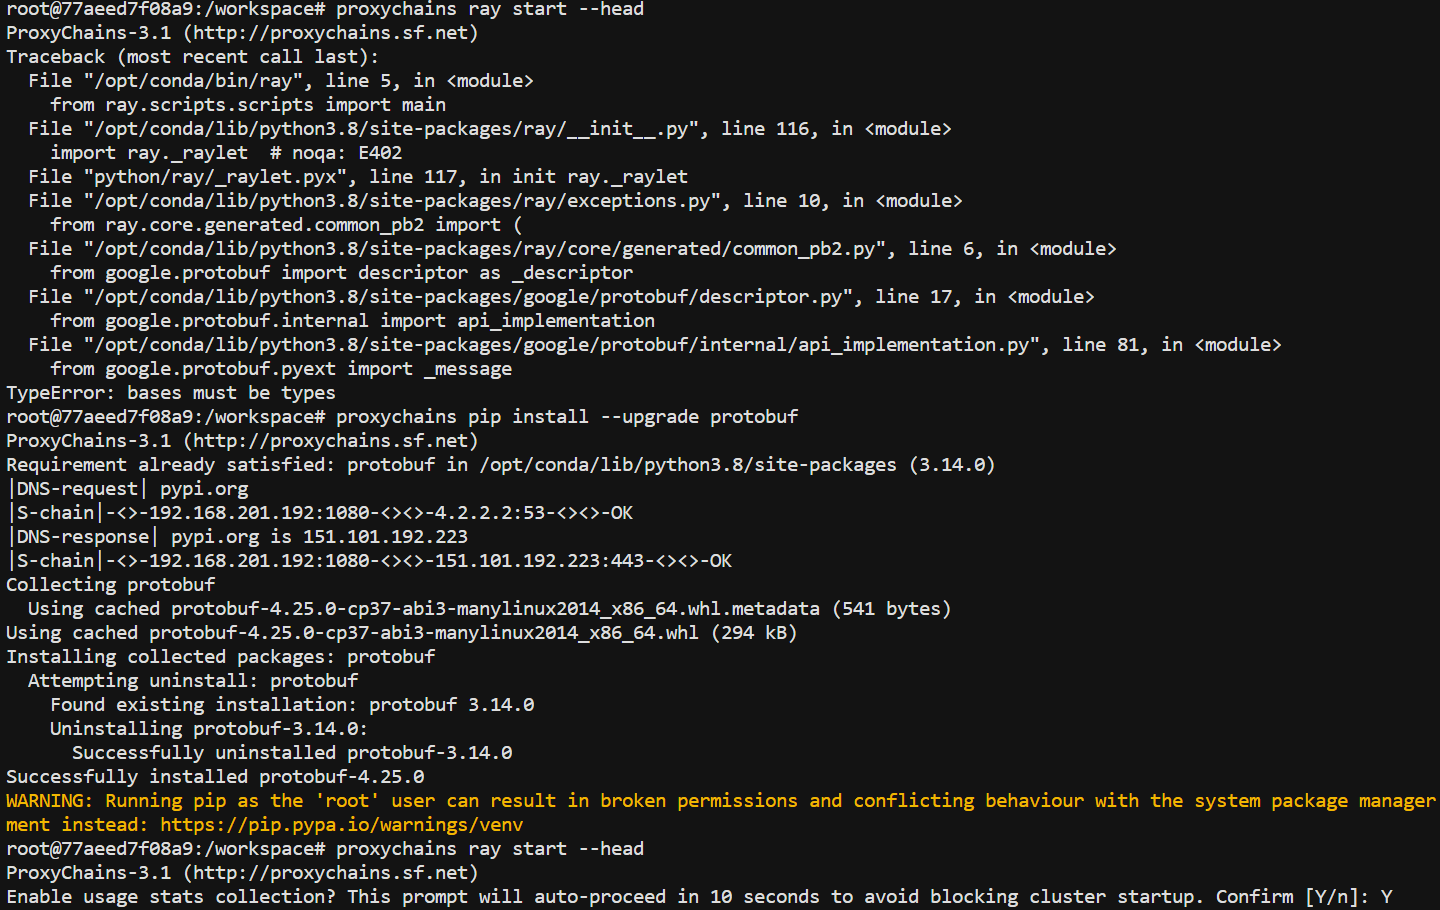 root@77aeed7f08a9:/workspace# proxychains ray start --head
ProxyChains-3.1 (http://proxychains.sf.net)
Traceback (most recent call last):
  File "/opt/conda/bin/ray", line 5, in <module>
    from ray.scripts.scripts import main
  File "/opt/conda/lib/python3.8/site-packages/ray/__init__.py", line 116, in <module>
    import ray._raylet  # noqa: E402
  File "python/ray/_raylet.pyx", line 117, in init ray._raylet
  File "/opt/conda/lib/python3.8/site-packages/ray/exceptions.py", line 10, in <module>
    from ray.core.generated.common_pb2 import (
  File "/opt/conda/lib/python3.8/site-packages/ray/core/generated/common_pb2.py", line 6, in <module>
    from google.protobuf import descriptor as _descriptor
  File "/opt/conda/lib/python3.8/site-packages/google/protobuf/descriptor.py", line 17, in <module>
    from google.protobuf.internal import api_implementation
  File "/opt/conda/lib/python3.8/site-packages/google/protobuf/internal/api_implementation.py", line 81, in <module>
    from google.protobuf.pyext import _message
TypeError: bases must be types
root@77aeed7f08a9:/workspace# proxychains pip install --upgrade protobuf
ProxyChains-3.1 (http://proxychains.sf.net)
Requirement already satisfied: protobuf in /opt/conda/lib/python3.8/site-packages (3.14.0)
|DNS-request| pypi.org
|S-chain|-<>-192.168.201.192:1080-<><>-4.2.2.2:53-<><>-OK
|DNS-response| pypi.org is 151.101.192.223
|S-chain|-<>-192.168.201.192:1080-<><>-151.101.192.223:443-<><>-OK
Collecting protobuf
  Using cached protobuf-4.25.0-cp37-abi3-manylinux2014_x86_64.whl.metadata (541 bytes)
Using cached protobuf-4.25.0-cp37-abi3-manylinux2014_x86_64.whl (294 kB)
Installing collected packages: protobuf
  Attempting uninstall: protobuf
    Found existing installation: protobuf 3.14.0
    Uninstalling protobuf-3.14.0:
      Successfully uninstalled protobuf-3.14.0
Successfully installed protobuf-4.25.0
WARNING: Running pip as the 'root' user can result in broken permissions and conflicting behaviour with the system package manager
ment instead: https://pip.pypa.io/warnings/venv
root@77aeed7f08a9:/workspace# proxychains ray start --head
ProxyChains-3.1 (http://proxychains.sf.net)
Enable usage stats collection? This prompt will auto-proceed in 10 seconds to avoid blocking cluster startup. Confirm [Y/n]: Y